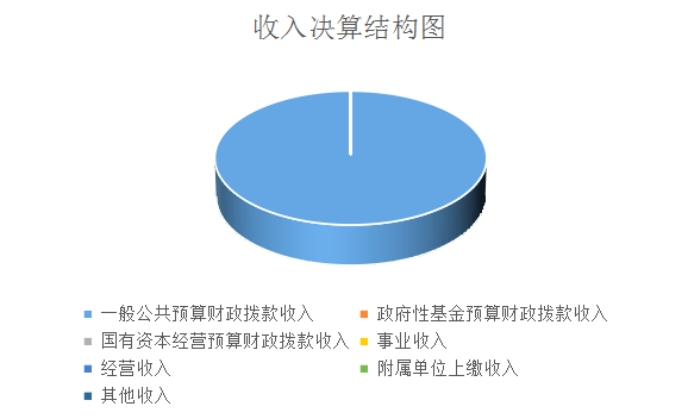 收入决算结构图
一般公共预算财政拨款收入
政府性基金预算财政拨款收入
国有资本经营预算财政拨款收入
事业收入
经营收入
附属单位上缴收入
其他收入